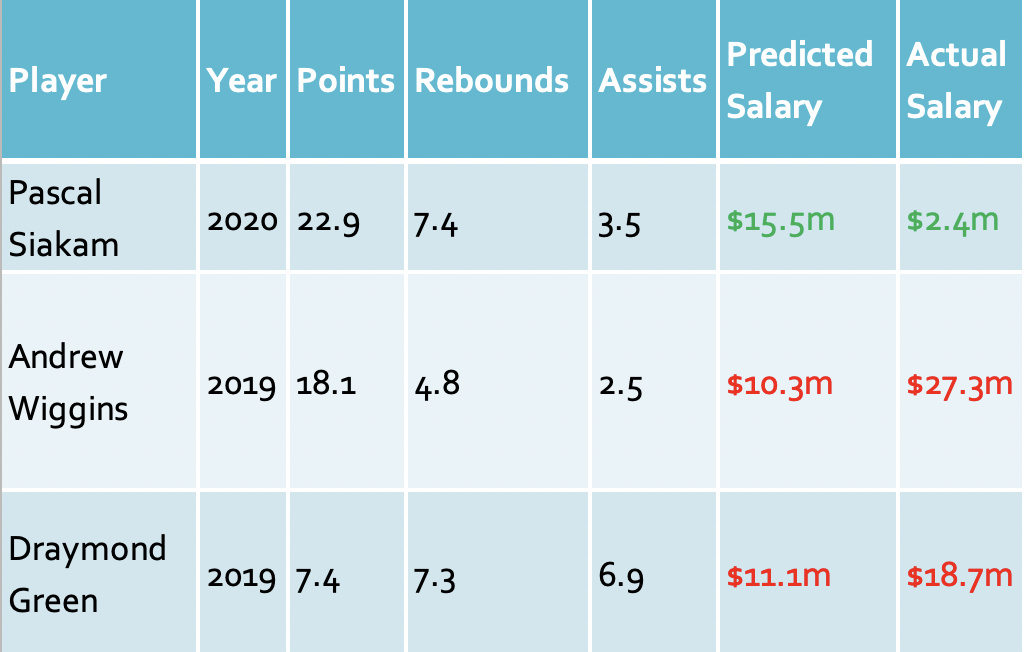 Player Year Points Rebounds Assists Predicted Salary Actual Salary
Pascal Siakam 2020 22.9 7.4 3.5 $15.5m $2.4m
Andrew Wiggins 2019 18.1 4.8 2.5 $10.3m $27.3m
Draymond Green 2019 7.4 7.3 6.9 $11.1m $18.7m